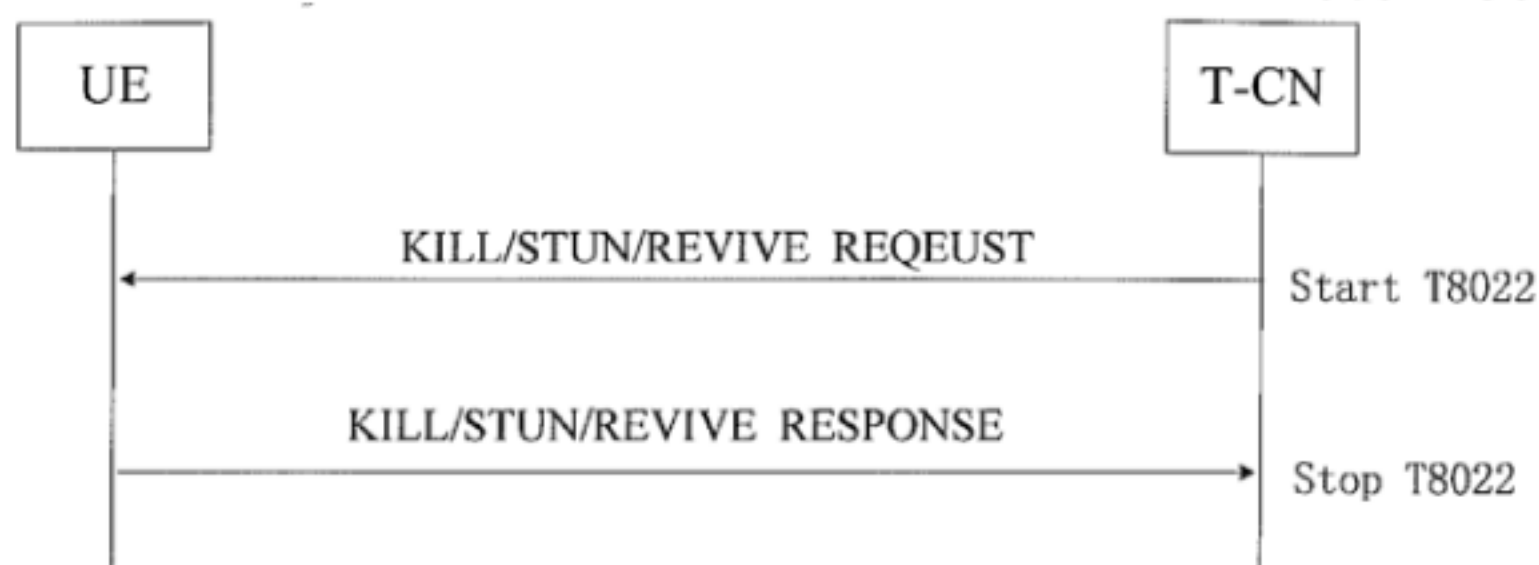 UE
T-CN
KILL/STUN/REVIVE REQEUST
Start T8022
KILL/STUN/REVIVE RESPONSE
Stop T8022